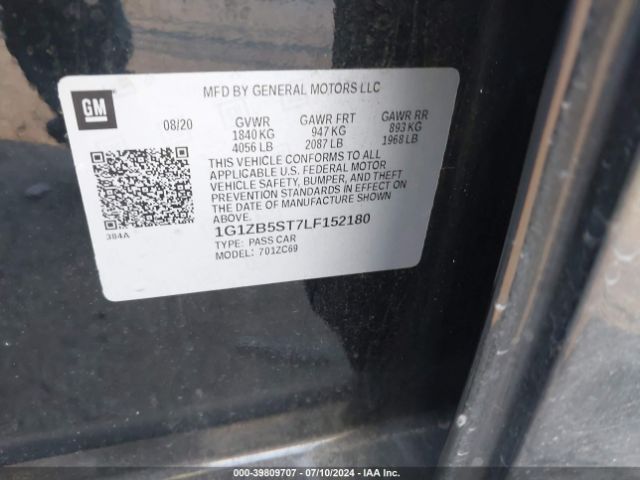 MFD BY GENERAL MOTORS LLC
GM
08/20 GVWR GAWR FRT GAWR RR
1840 KG 947 KG 893 KG
4056 LB 2087 LB 1968 LB
THIS VEHICLE CONFORMS TO ALL
APPLICABLE U.S. FEDERAL MOTOR
VEHICLE SAFETY, BUMPER, AND THEFT
PREVENTION STANDARDS IN EFFECT ON
THE DATE OF MANUFACTURE SHOWN
ABOVE.
384A
1G1ZB5ST7LF152180
TYPE: PASS CAR
MODEL: 701ZC69
000-39809707 - 07/10/2024 - IAA Inc.